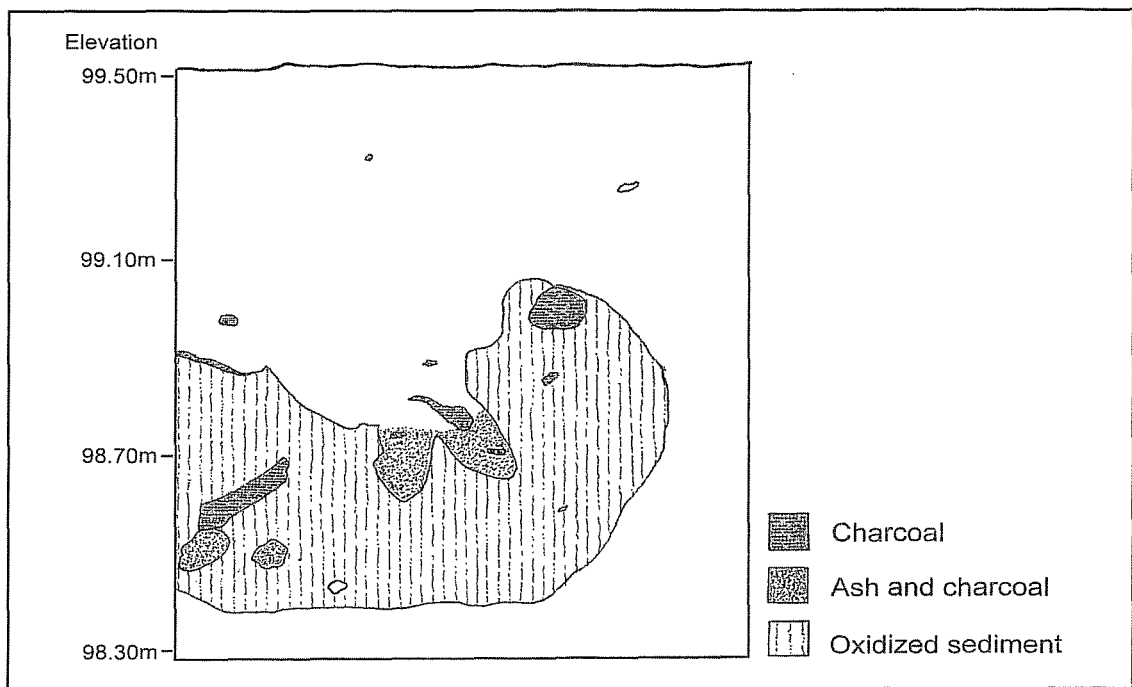 Elevation
99.50m
99.10m
98.70m
98.30m
Charcoal
Ash and charcoal
Oxidized sediment